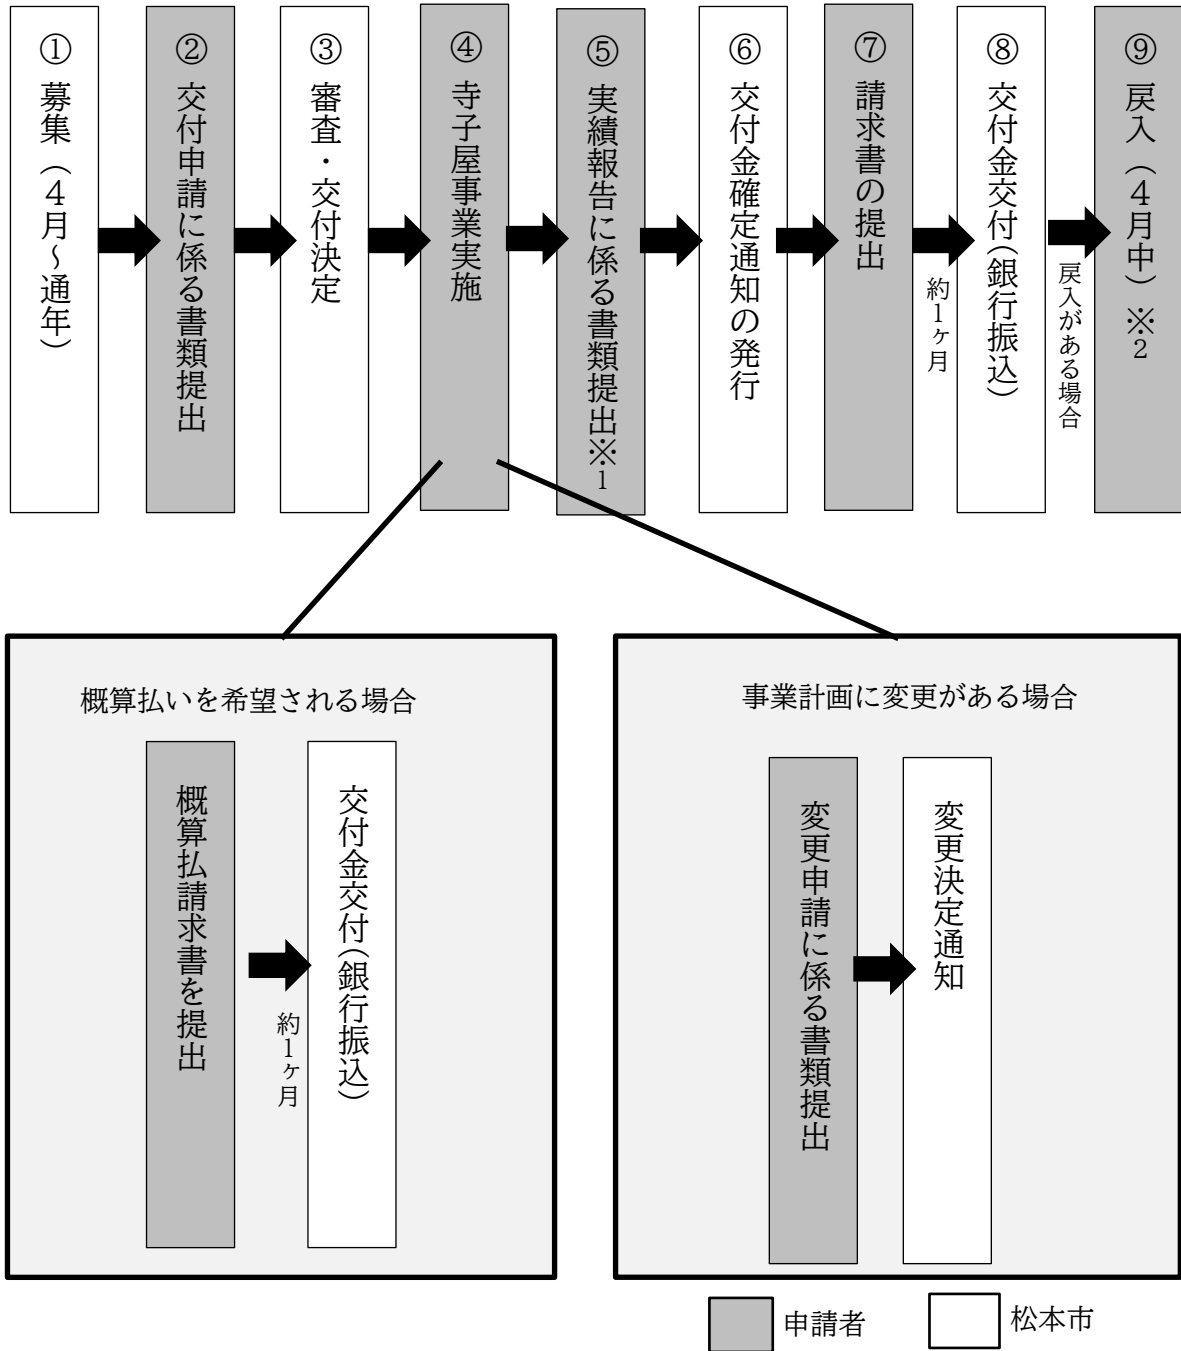 ① 募集（４月～通年）
② 交付申請に係る書類提出
③ 審査・交付決定
④ 寺子屋事業実施
⑤ 実績報告に係る書類提出※1
⑥ 交付金確定通知の発行
⑦ 請求書の提出
約1ヶ月
⑧ 交付金交付(銀行振込)
戻入がある場合
⑨ 戻入（４月中）※2
概算払いを希望される場合
概算払請求書を提出
約1ヶ月
交付金交付(銀行振込)
事業計画に変更がある場合
変更申請に係る書類提出
変更決定通知
申請者
松本市